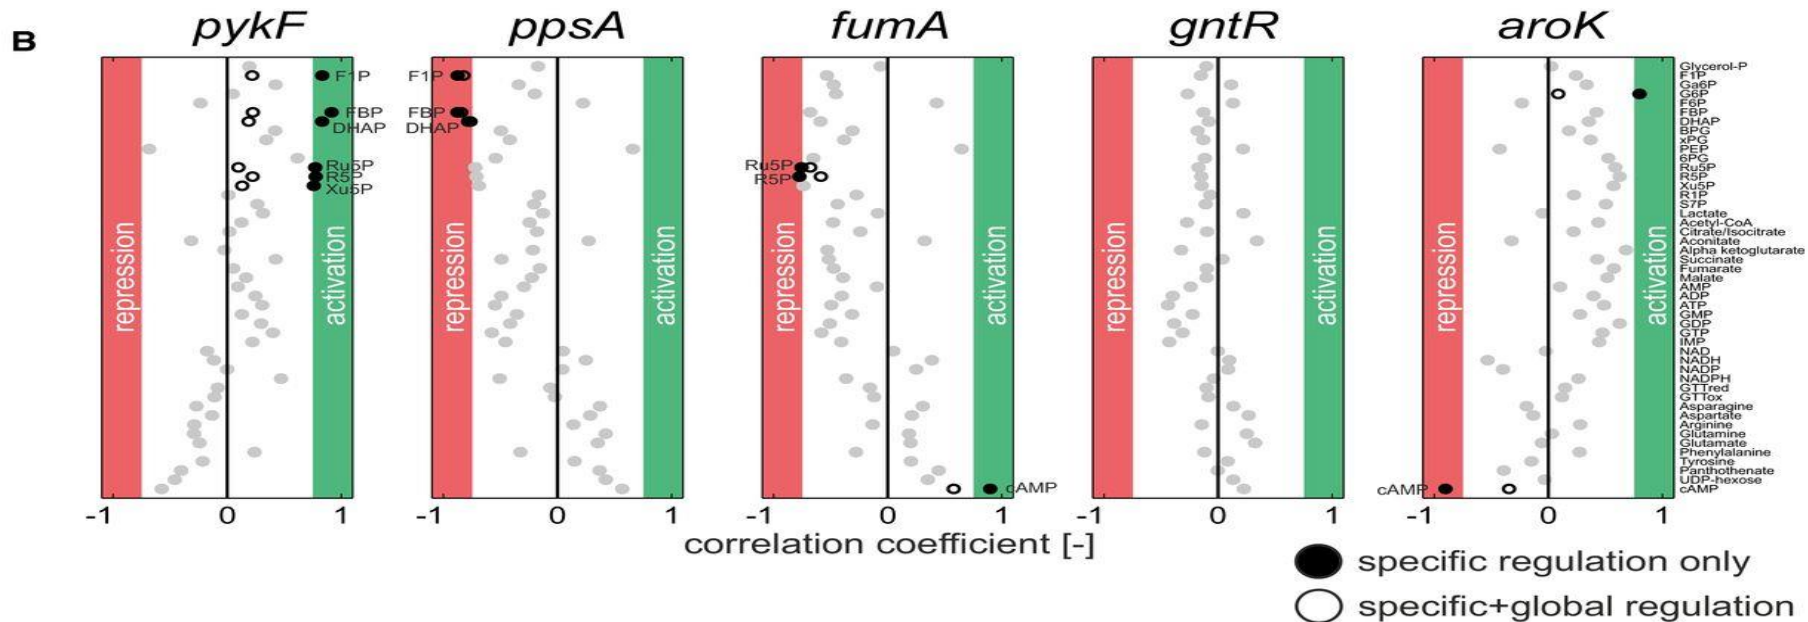 B
pykF ppsA fumA gntR aroK
F1P
FBP
DHAP
Ru5P
R5P
Xu5P
repression
activation
-1 0 1
F1P
FBP
DHAP
repression
activation
-1 0 1
Ru5P
R5P
cAMP
repression
activation
-1 0 1
repression
activation
-1 0 1
cAMP
repression
activation
-1 0 1
Glycerol-P
F1P
Ga6P
G6P
F6P
FBP
DHAP
BPG
xPG
PEP
6PG
Ru5P
R5P
Xu5P
R1P
S7P
Lactate
Acetyl-CoA
Citrate/Isocitrate
Aconitate
Alpha ketoglutarate
Succinate
Fumarate
Malate
AMP
ADP
ATP
GMP
GDP
GTP
IMP
NAD
NADH
NADP
NADPH
GTTred
GTTox
Asparagine
Aspartate
Arginine
Glutamine
Glutamate
Phenylalanine
Tyrosine
Panthothenate
UDP-hexose
cAMP
correlation coefficient [-]
specific regulation only
specific+global regulation